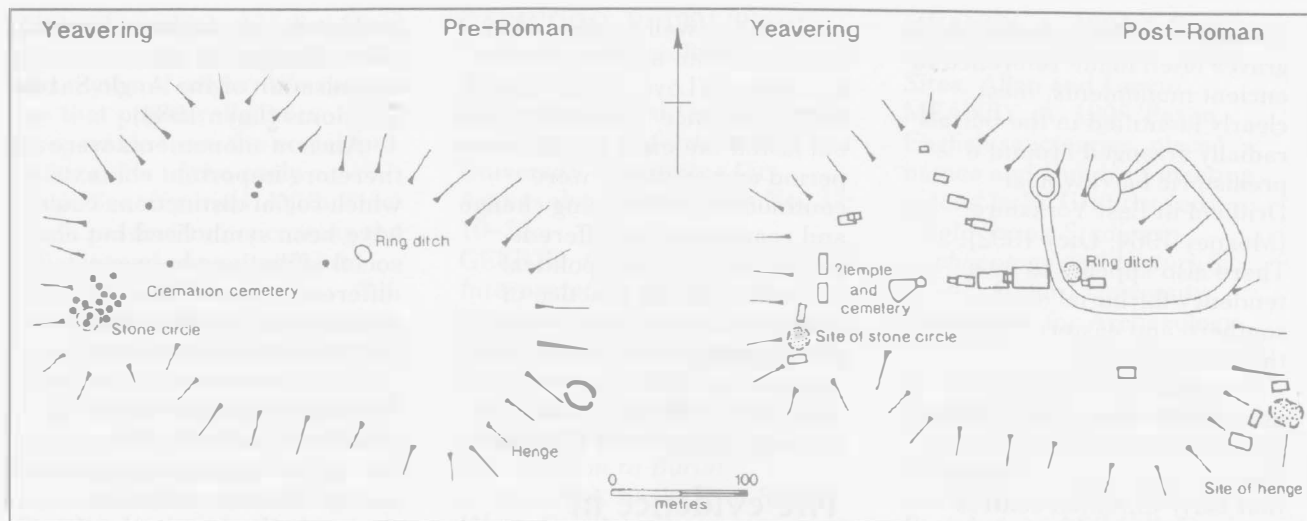 Yeavering
Pre-Roman
Ring ditch
Cremation cemetery
Stone circle
Henge
0 100
metres
Yeavering
Post-Roman
Ring ditch
?Temple
and
cemetery
Site of stone circle
Site of henge